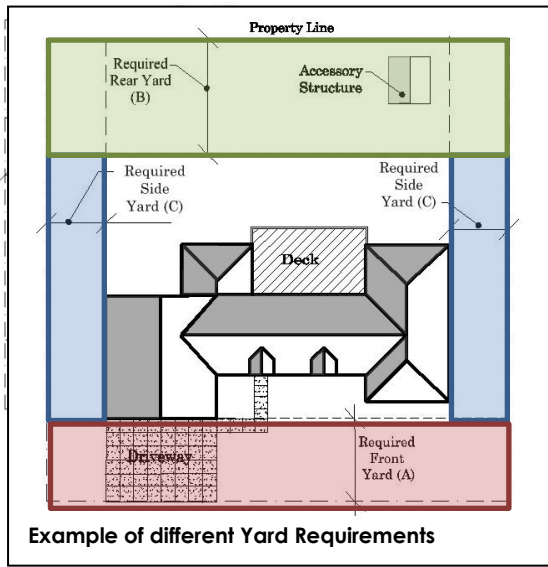 Property Line
Required
Rear Yard
(B)
Accessory
Structure
Required
Side
Yard (C)
Required
Side
Yard (C)
Deck
Driveway
Required
Front
Yard (A)
Example of different Yard Requirements